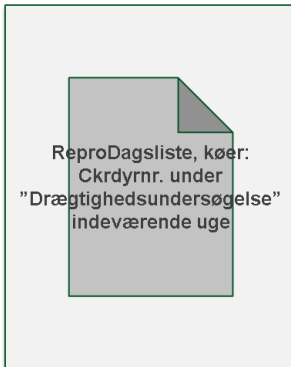 ReproDagsliste, køer:
Ckrdyrnr. under
”Drægtighedsundersøgelse”
indeværende uge